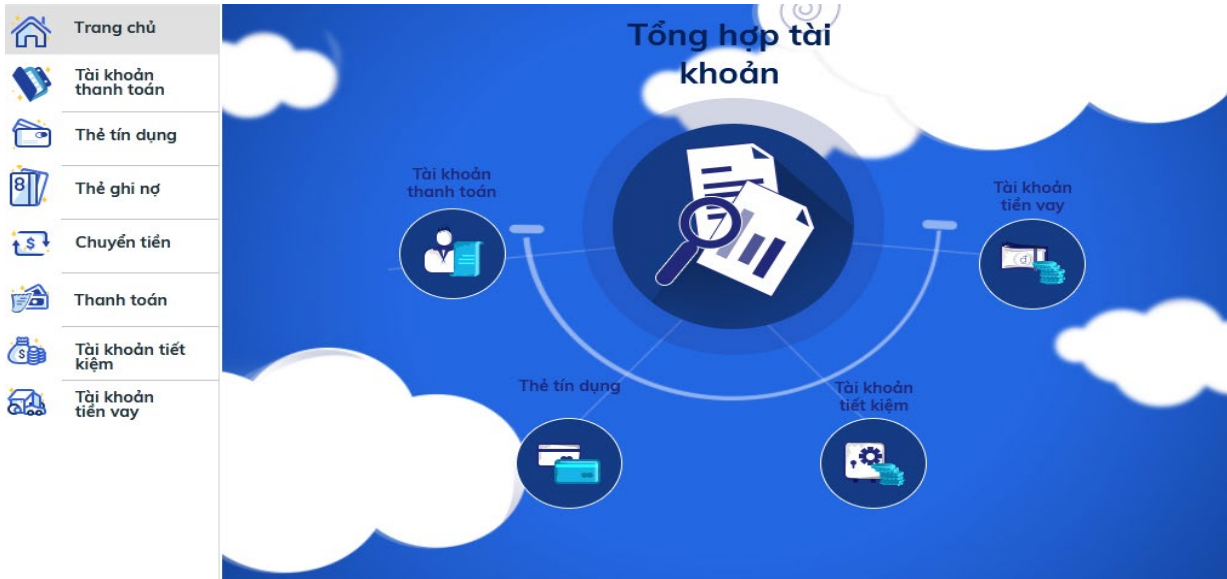 Trang chủ
Tài khoản
thanh toán
Thẻ tín dụng
8
Thẻ ghi nợ
$
Chuyển tiền
Thanh toán
$
Tài khoản tiết
kiệm
Tài khoản
tiền vay
Tổng hợp tài
khoản
Tài khoản
thanh toán
Tài khoản
tiền vay
đ
Thẻ tín dụng
Tài khoản
tiết kiệm